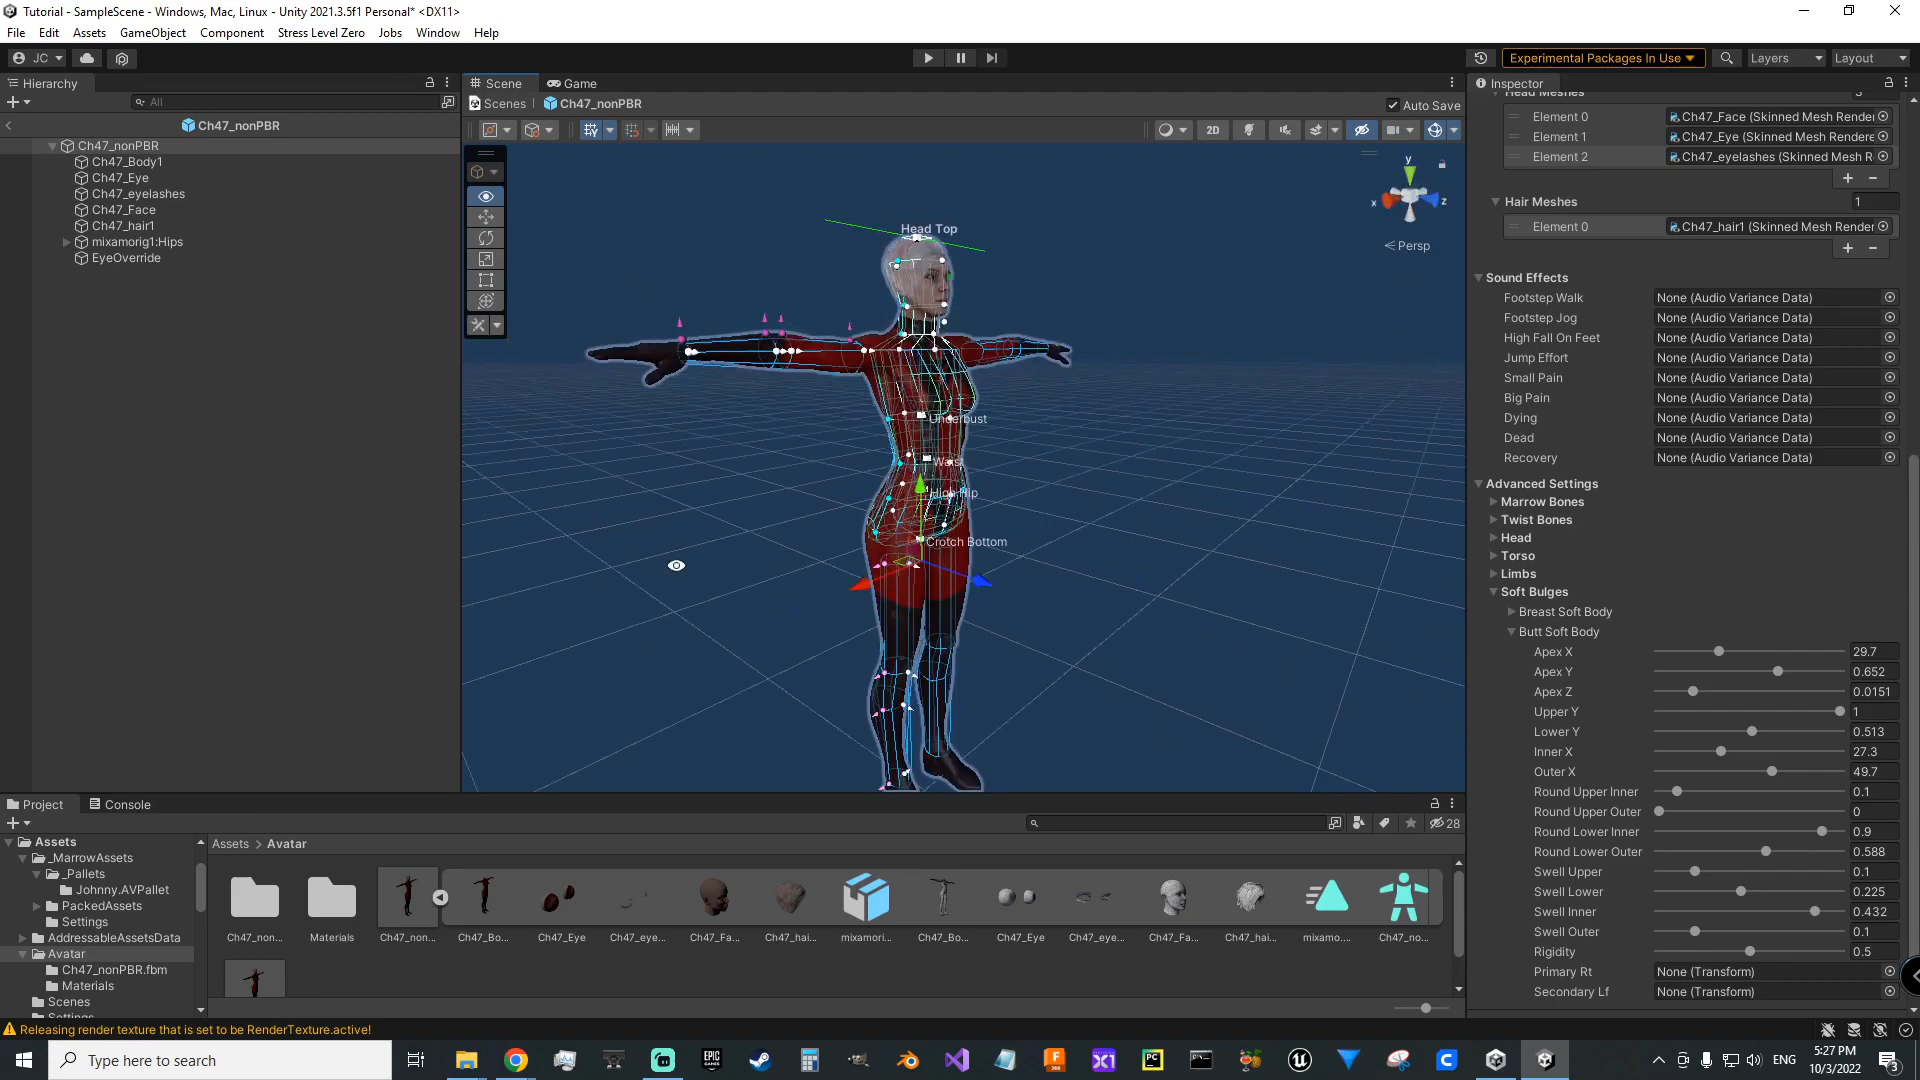 Tutorial - SampleScene - Windows, Mac, Linux - Unity 2021.3.5f1 Personal* <DX11>
File Edit Assets GameObject Component Stress Level Zero Jobs Window Help
JC
Experimental Packages In Use
Layers
Layout
Hierarchy
All
Ch47_nonPBR
Ch47_nonPBR
Ch47_Body1
Ch47_Eye
Ch47_eyelashes
Ch47_Face
Ch47_hair1
mixamorig1:Hips
EyeOverride
Scene
Game
Scenes
Ch47_nonPBR
Auto Save
2D
y
x
z
Persp
Head Top
Underbust
Waist
High Hip
Crotch Bottom
Inspector
Head Meshes 3
Element 0 Ch47_Face (Skinned Mesh Rendere
Element 1 Ch47_Eye (Skinned Mesh Rendere
Element 2 Ch47_eyelashes (Skinned Mesh R
Hair Meshes 1
Element 0 Ch47_hair1 (Skinned Mesh Render
Sound Effects
Footstep Walk None (Audio Variance Data)
Footstep Jog None (Audio Variance Data)
High Fall On Feet None (Audio Variance Data)
Jump Effort None (Audio Variance Data)
Small Pain None (Audio Variance Data)
Big Pain None (Audio Variance Data)
Dying None (Audio Variance Data)
Dead None (Audio Variance Data)
Recovery None (Audio Variance Data)
Advanced Settings
Marrow Bones
Twist Bones
Head
Torso
Limbs
Soft Bulges
Breast Soft Body
Butt Soft Body
Apex X 29.7
Apex Y 0.652
Apex Z 0.0151
Upper Y 1
Lower Y 0.513
Inner X 27.3
Outer X 49.7
Round Upper Inner 0.1
Round Upper Outer 0
Round Lower Inner 0.9
Round Lower Outer 0.588
Swell Upper 0.1
Swell Lower 0.225
Swell Inner 0.432
Swell Outer 0.1
Rigidity 0.5
Primary Rt None (Transform)
Secondary Lf None (Transform)
Project
Console
28
Assets
_MarrowAssets
_Pallets
Johnny.AVPallet
PackedAssets
Settings
AddressableAssetsData
Avatar
Ch47_nonPBR.fbm
Materials
Scenes
Settings
Assets > Avatar
Ch47_non...
Materials
Ch47_non...
Ch47_Bo...
Ch47_Eye
Ch47_eye...
Ch47_Fa...
Ch47_hai...
mixamori...
Ch47_Bo...
Ch47_Eye
Ch47_eye...
Ch47_Fa...
Ch47_hai...
mixamo....
Ch47_no...
Releasing render texture that is set to be RenderTexture.active!
Type here to search
EPIC
GAMES
PC
ENG
5:27 PM
10/3/2022
3